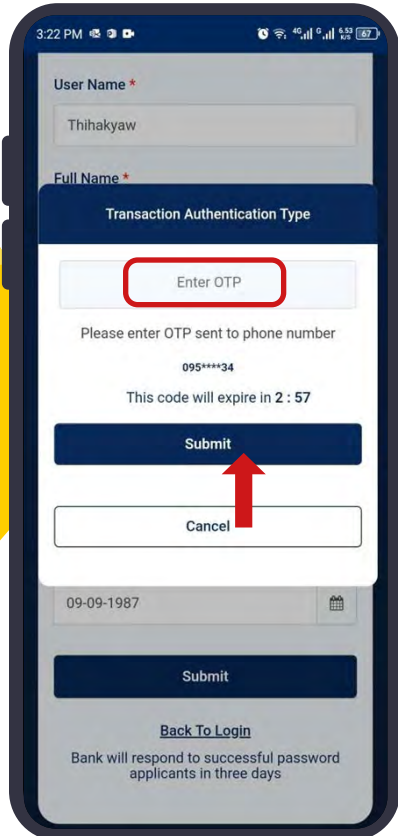 3:22 PM 4G G 6.53 K/S 67
User Name *
Thihakyaw
Full Name *
Transaction Authentication Type
Enter OTP
Please enter OTP sent to phone number
095****34
This code will expire in 2 : 57
Submit
Cancel
09-09-1987
Submit
Back To Login
Bank will respond to successful password
applicants in three days